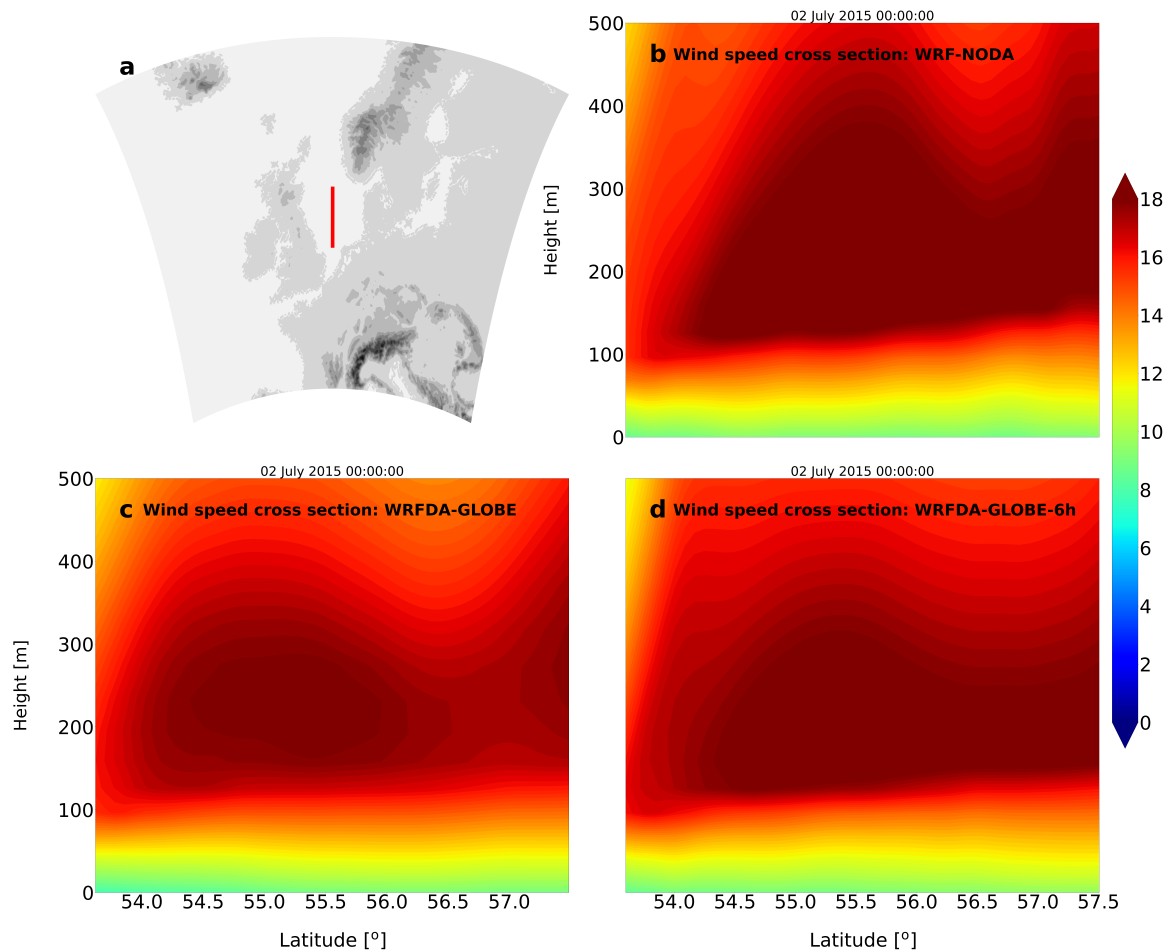 a
02 July 2015 00:00:00
b Wind speed cross section: WRF-NODA
500
400
300
200
100
0
Height [m]
18
16
14
12
10
8
6
4
2
0
02 July 2015 00:00:00
c Wind speed cross section: WRFDA-GLOBE
500
400
300
200
100
0
Height [m]
54.0 54.5 55.0 55.5 56.0 56.5 57.0
Latitude [º]
02 July 2015 00:00:00
d Wind speed cross section: WRFDA-GLOBE-6h
54.0 54.5 55.0 55.5 56.0 56.5 57.0 57.5
Latitude [º]